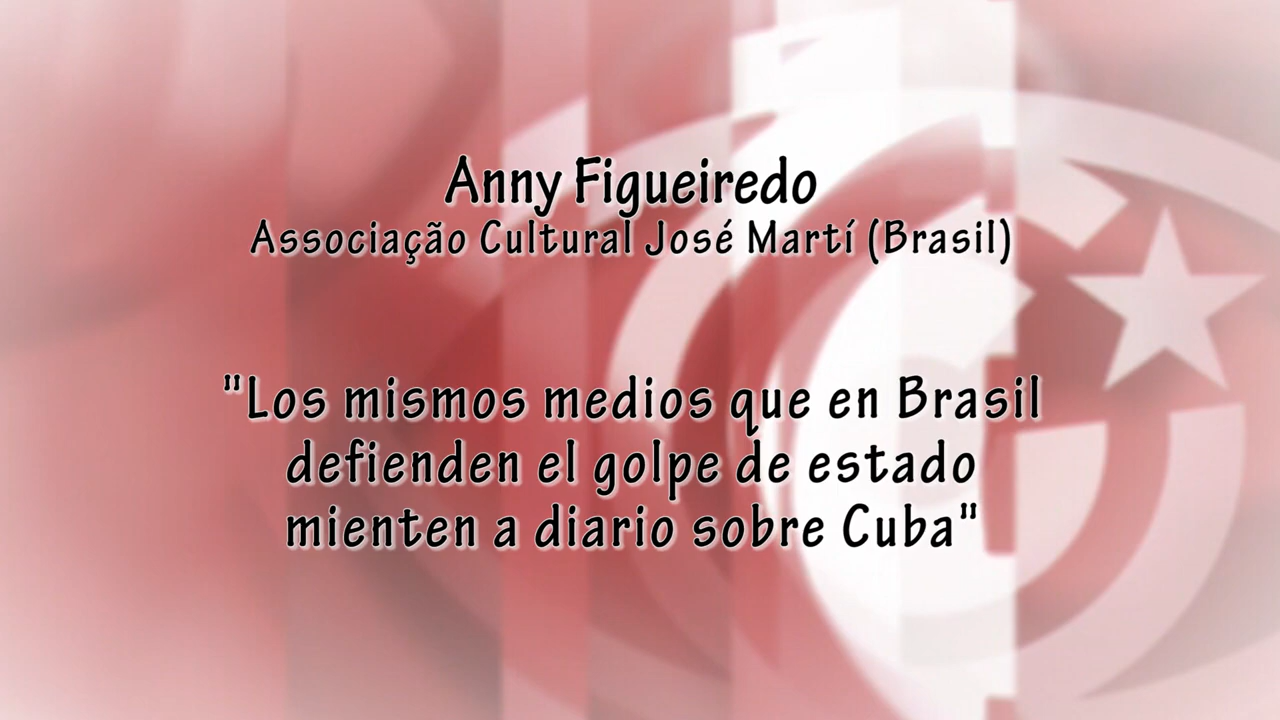 Anny Figueiredo
Associação Cultural José Martí (Brasil)
"Los mismos medios que en Brasil
defienden el golpe de estado
mienten a diario sobre Cuba"